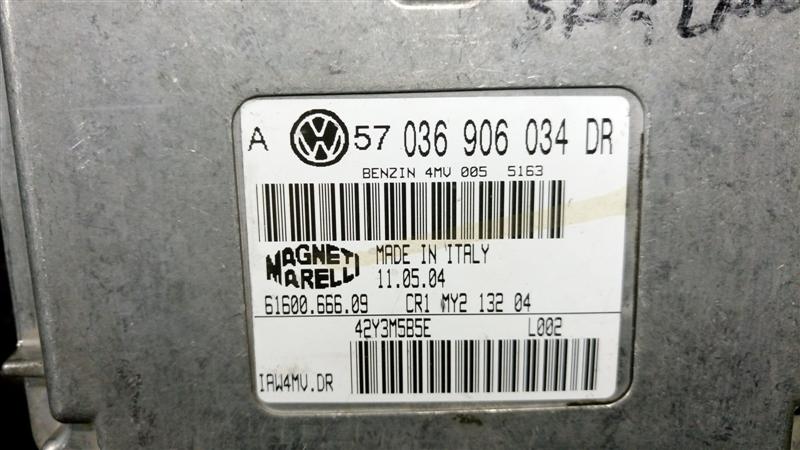 A VW 57 036 906 034 DR
BENZIN 4MV 005 5163
MAGNETI MARELLI
MADE IN ITALY
11.05.04
61600.666.09 CR1 MY2 132 04
42Y3M5B5E L002
IAW4MV.DR